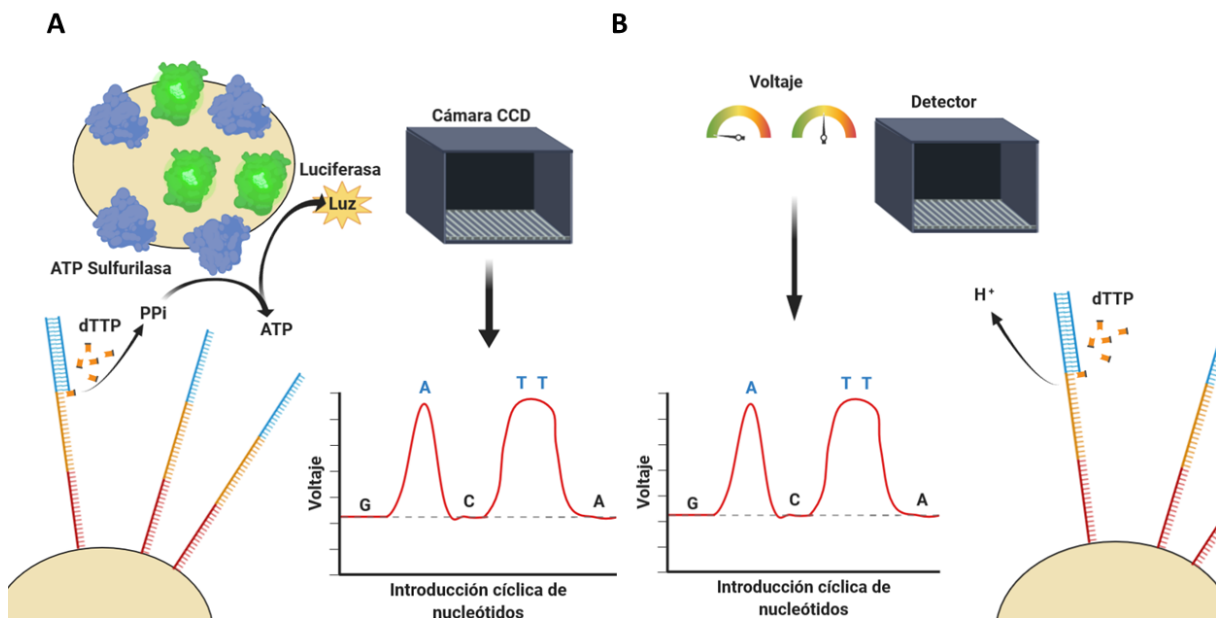 A
Luciferasa
Luz
ATP Sulfurilasa
dTTP
PPi
ATP
Cámara CCD
Voltaje
G
A
C
T T
A
Introducción cíclica de
nucleótidos
B
Voltaje
Detector
H+
dTTP
Voltaje
G
A
C
T T
A
Introducción cíclica de
nucleótidos